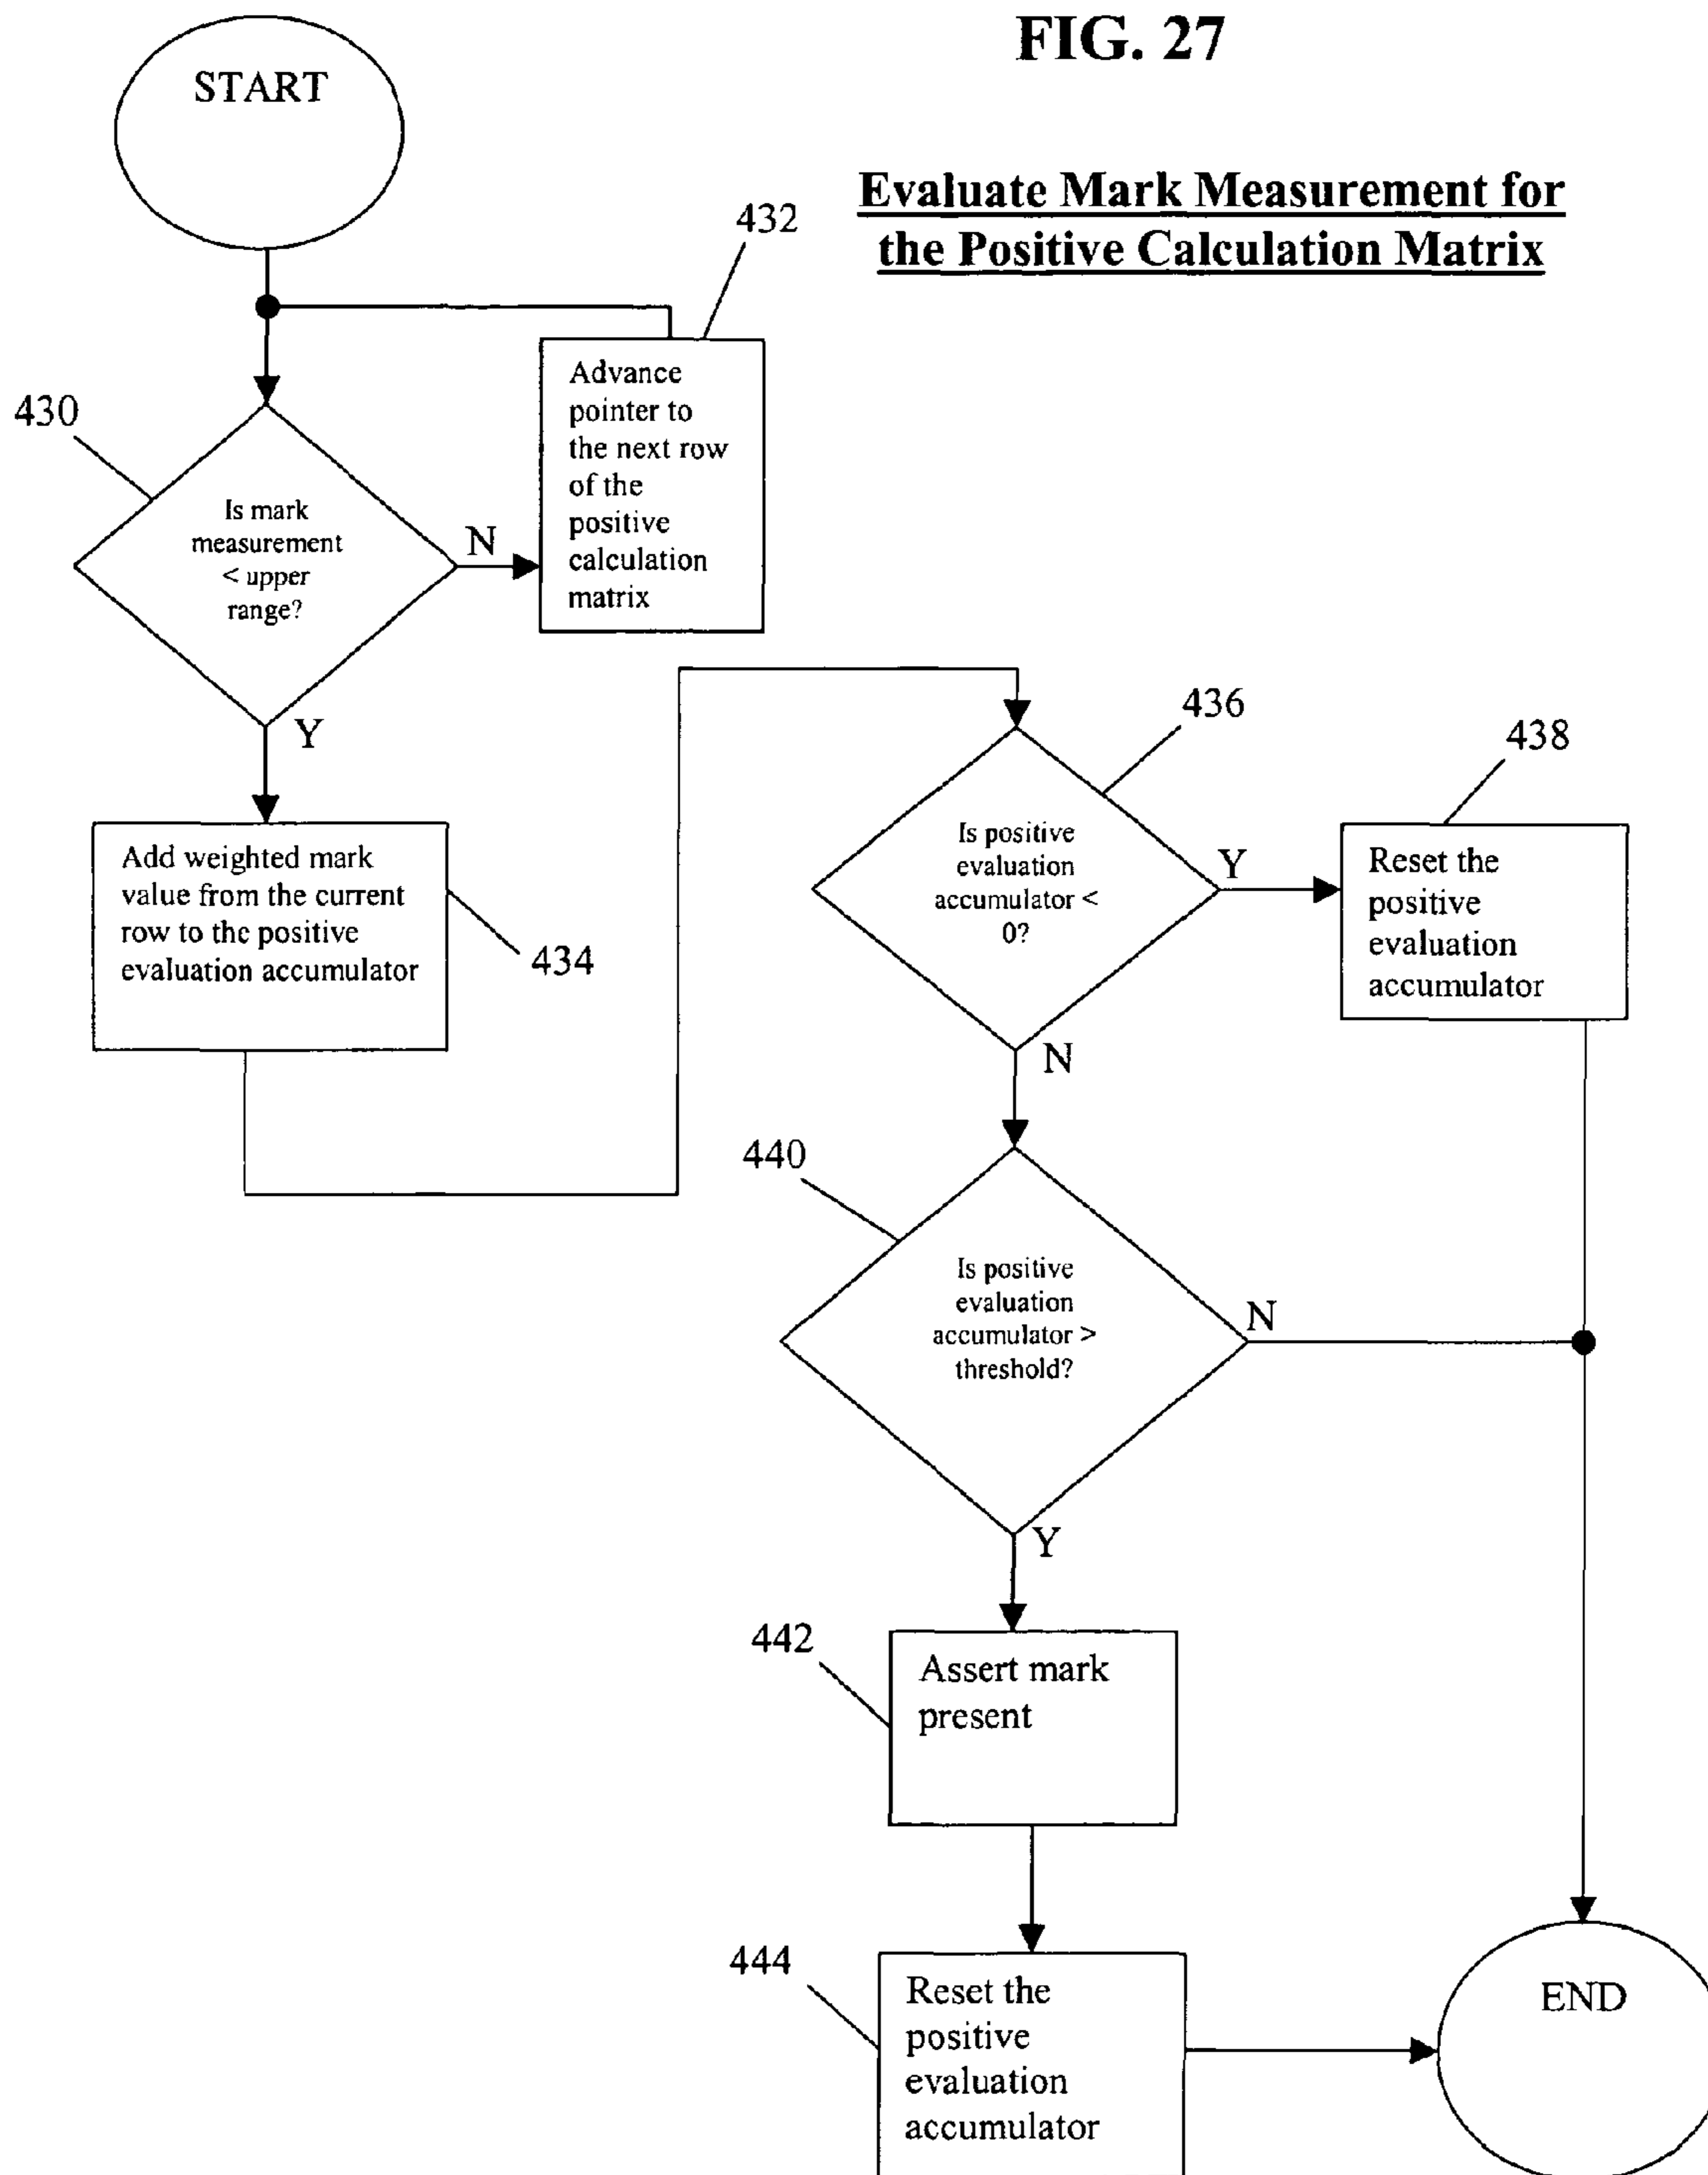 FIG. 27
START
Evaluate Mark Measurement for
the Positive Calculation Matrix
432
Advance
pointer to
the next row
of the
positive
calculation
matrix
430
Is mark
measurement
< upper
range?
N
Y
Add weighted mark
value from the current
row to the positive
evaluation accumulator
434
436
Is positive
evaluation
accumulator <
0?
Y
N
438
Reset the
positive
evaluation
accumulator
440
Is positive
evaluation
accumulator >
threshold?
N
Y
442
Assert mark
present
444
Reset the
positive
evaluation
accumulator
END